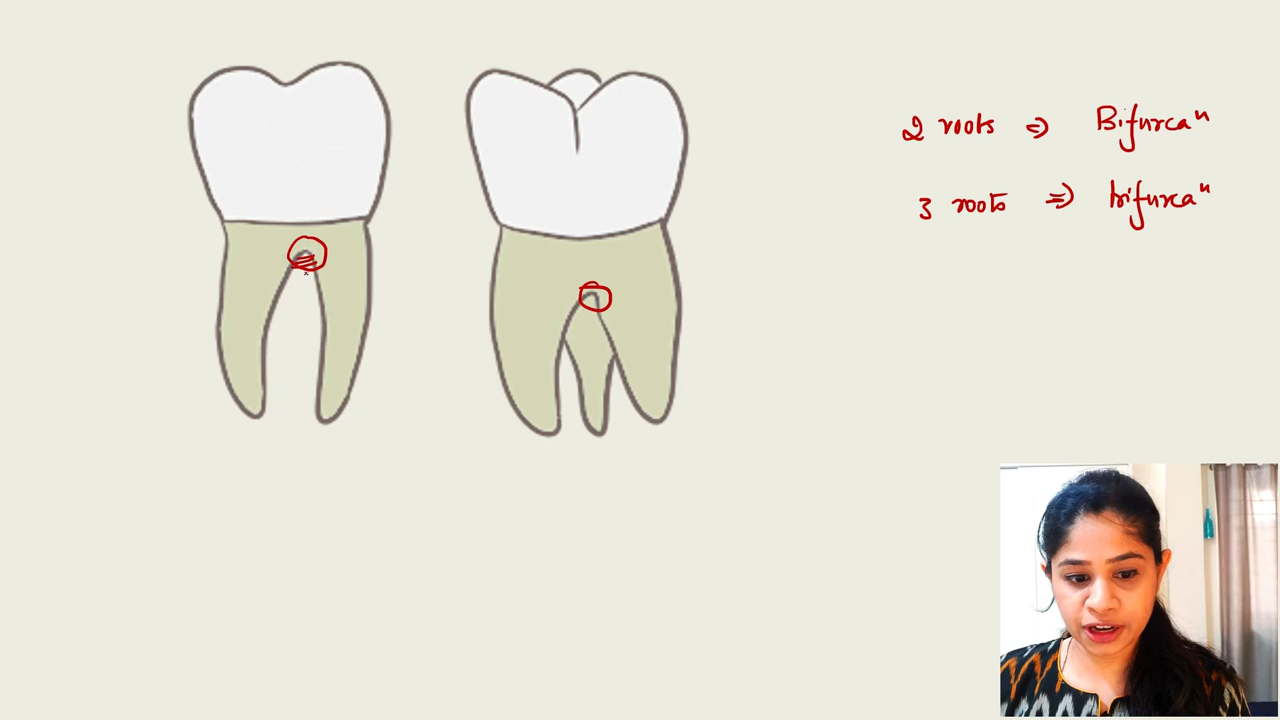 2 roots => Bifurcaⁿ
3 roots => trifurcaⁿ